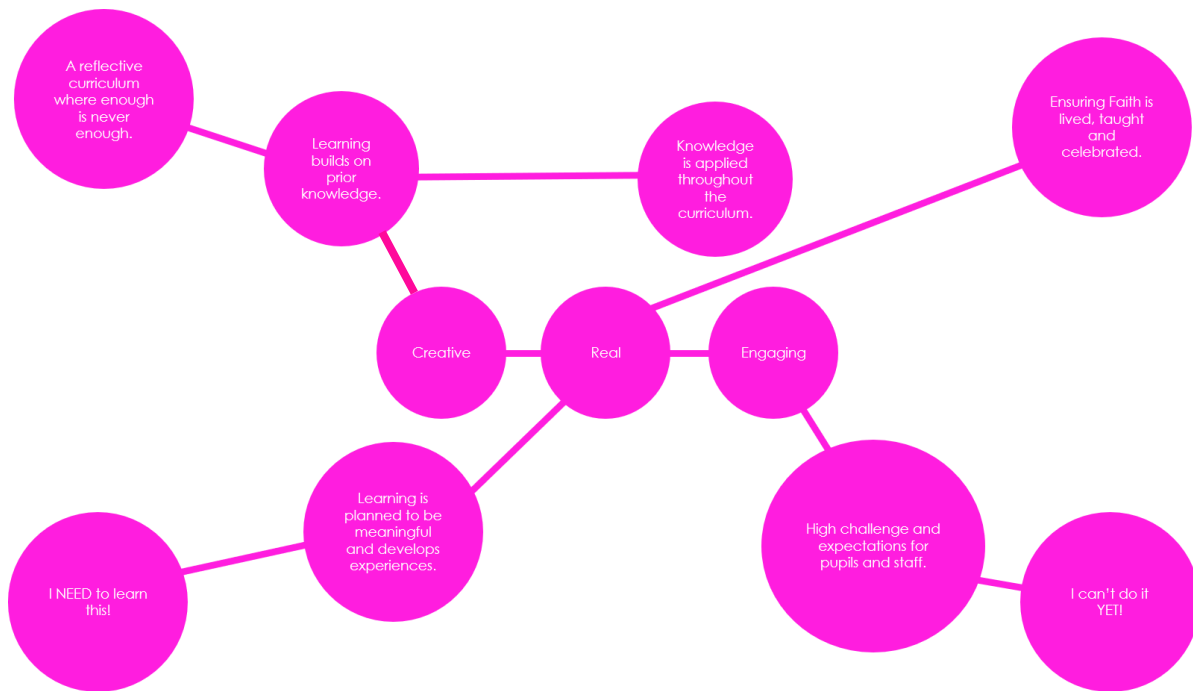 A reflective
curriculum
where enough
is never
enough.
Learning
builds on
prior
knowledge.
Knowledge
is applied
throughout
the
curriculum.
Ensuring Faith is
lived, taught
and
celebrated.
Creative
Real
Engaging
Learning is
planned to be
meaningful
and develops
experiences.
High challenge and
expectations for
pupils and staff.
I NEED to learn
this!
I can't do it
YET!